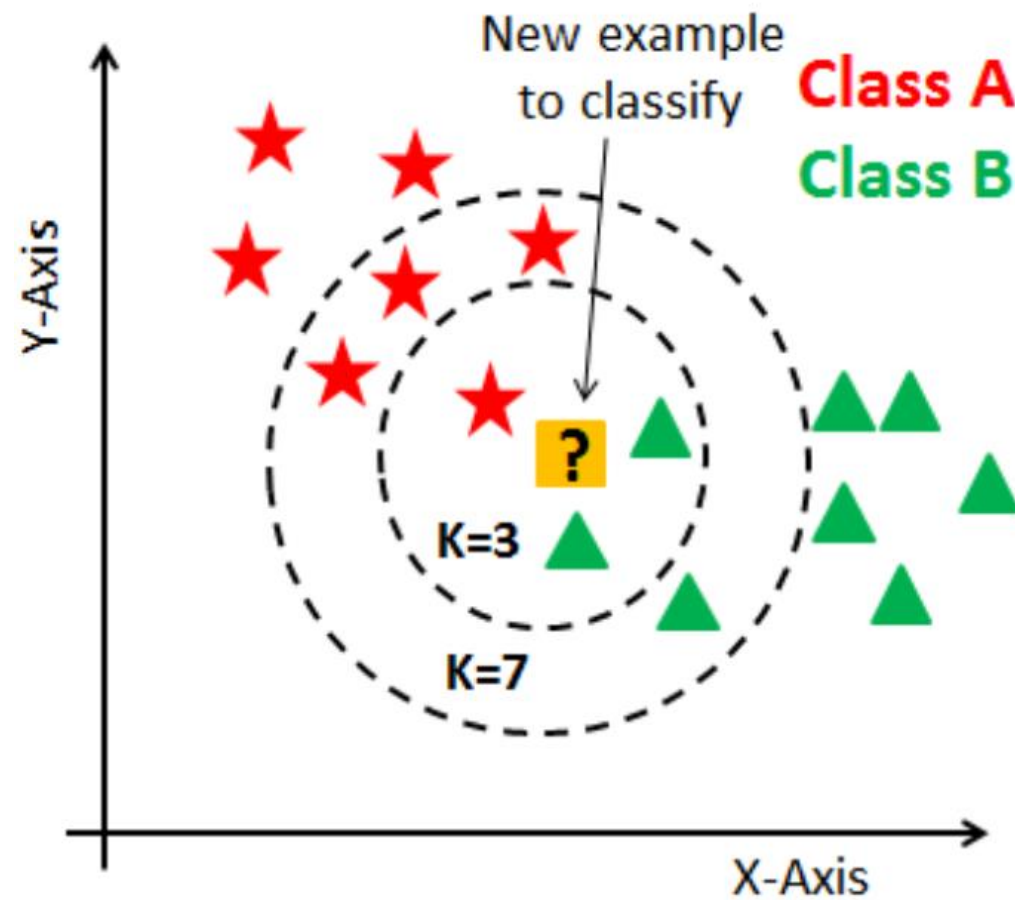 New example
to classify
Class A
Class B
Y-Axis
?
K=3
K=7
X-Axis